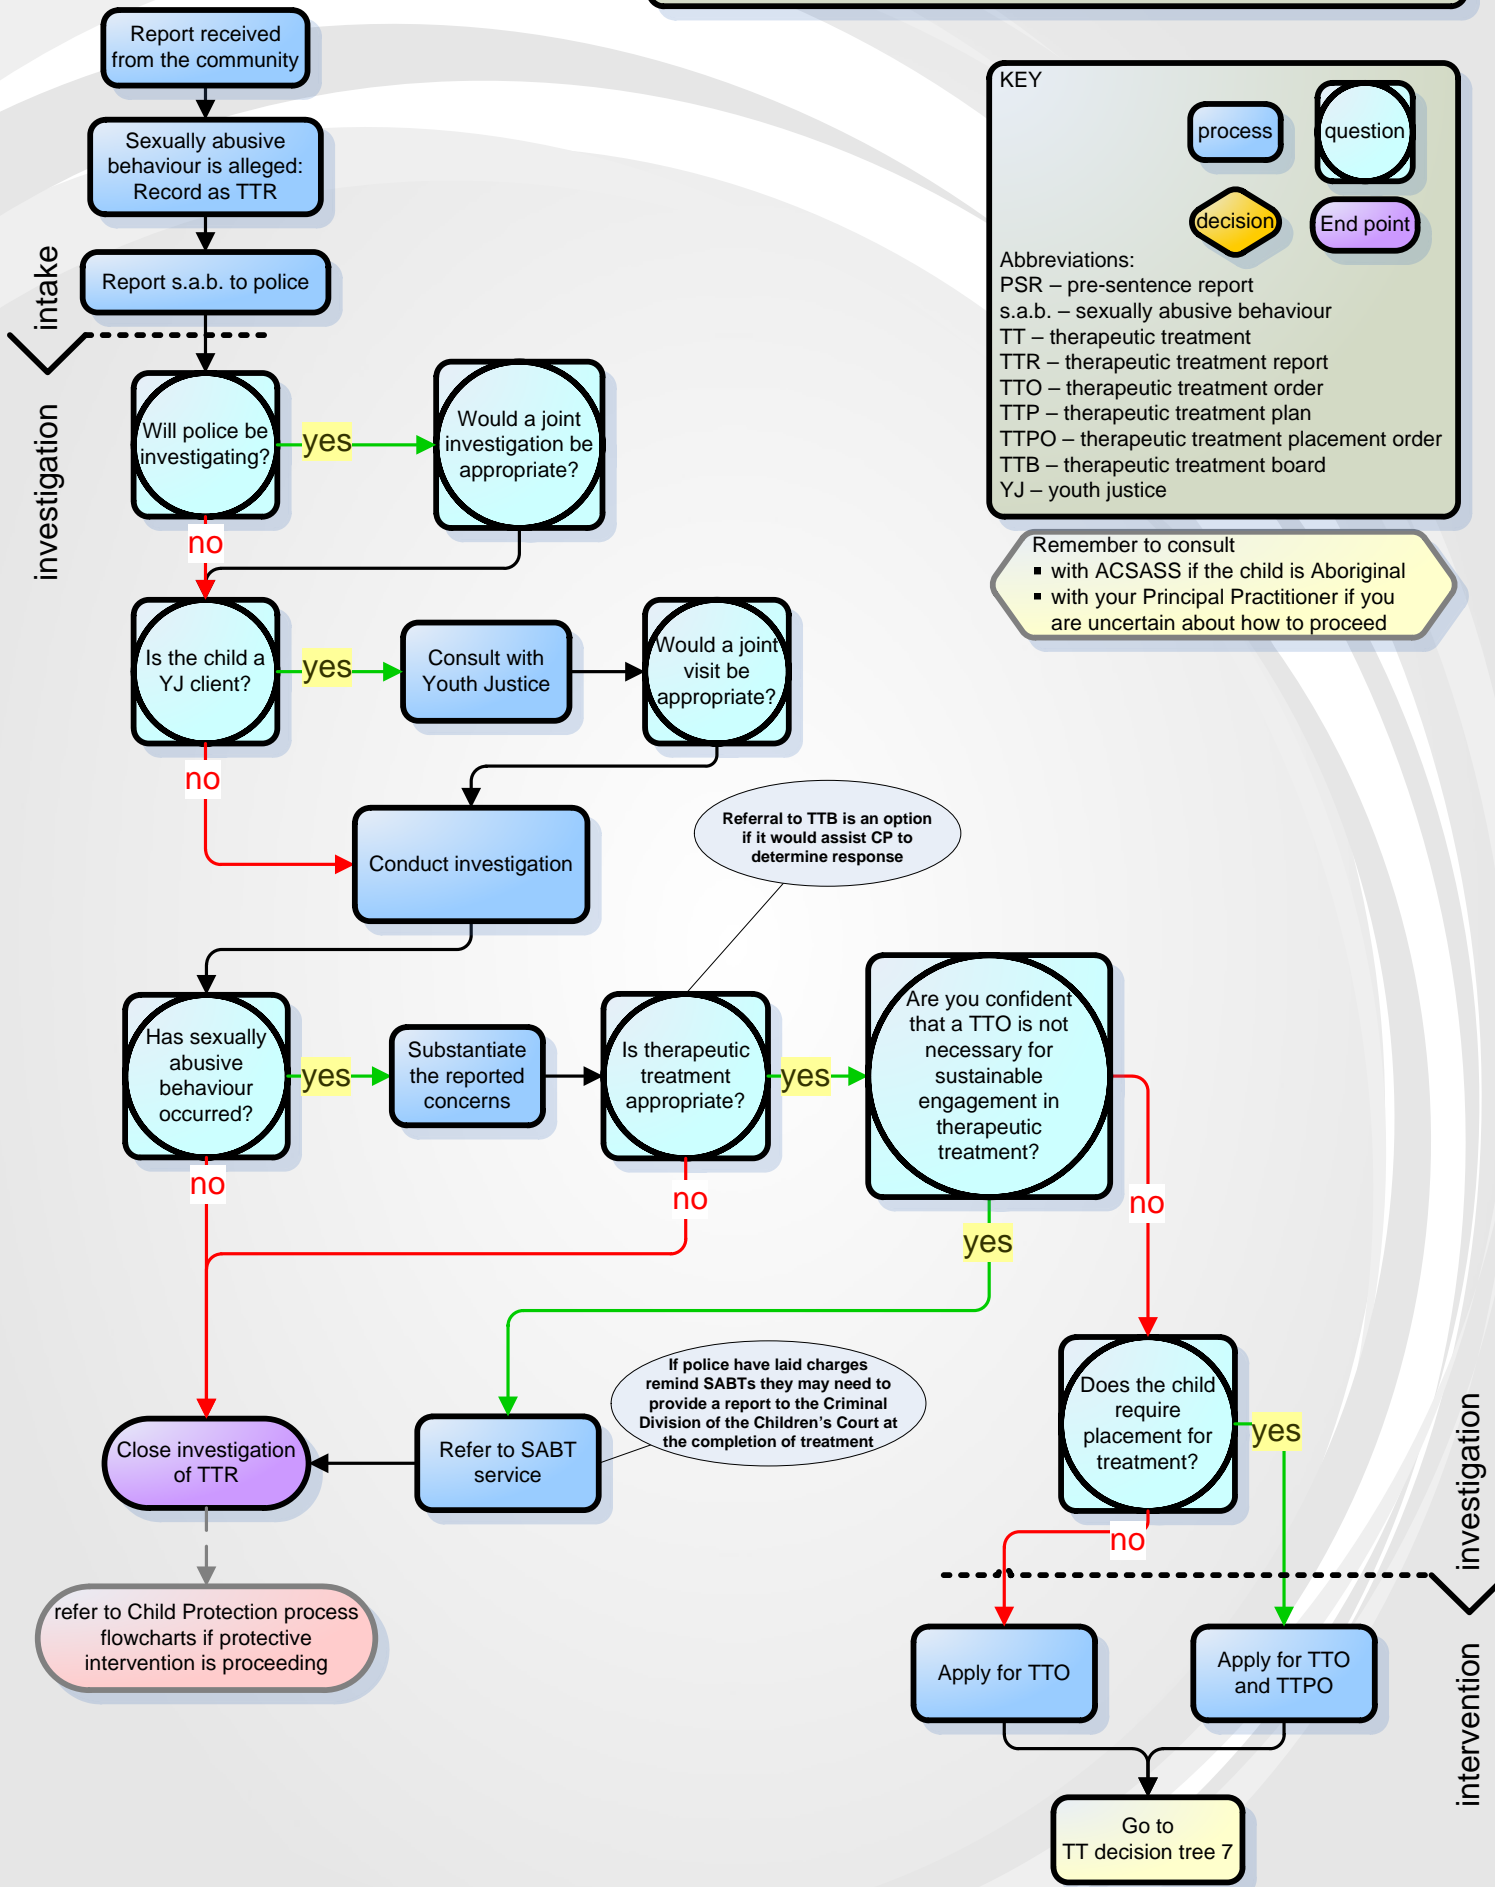 Report received
from the community
Sexually abusive
behaviour is alleged:
Record as TTR
Report s.a.b. to police
intake
investigation
Will police be
investigating?
yes
Would a joint
investigation be
appropriate?
no
KEY
process
question
decision
End point
Abbreviations:
PSR – pre-sentence report
s.a.b. – sexually abusive behaviour
TT – therapeutic treatment
TTR – therapeutic treatment report
TTO – therapeutic treatment order
TTP – therapeutic treatment plan
TTPO – therapeutic treatment placement order
TTB – therapeutic treatment board
YJ – youth justice
Remember to consult
▪ with ACSASS if the child is Aboriginal
▪ with your Principal Practitioner if you
are uncertain about how to proceed
Is the child a
YJ client?
yes
Consult with
Youth Justice
Would a joint
visit be
appropriate?
no
Conduct investigation
Referral to TTB is an option
if it would assist CP to
determine response
Has sexually
abusive
behaviour
occurred?
yes
Substantiate
the reported
concerns
Is therapeutic
treatment
appropriate?
yes
Are you confident
that a TTO is not
necessary for
sustainable
engagement in
therapeutic
treatment?
no
no
yes
no
If police have laid charges
remind SABTs they may need to
provide a report to the Criminal
Division of the Children's Court at
the completion of treatment
Close investigation
of TTR
Refer to SABT
service
Does the child
require
placement for
treatment?
yes
no
investigation
intervention
refer to Child Protection process
flowcharts if protective
intervention is proceeding
Apply for TTO
Apply for TTO
and TTPO
Go to
TT decision tree 7